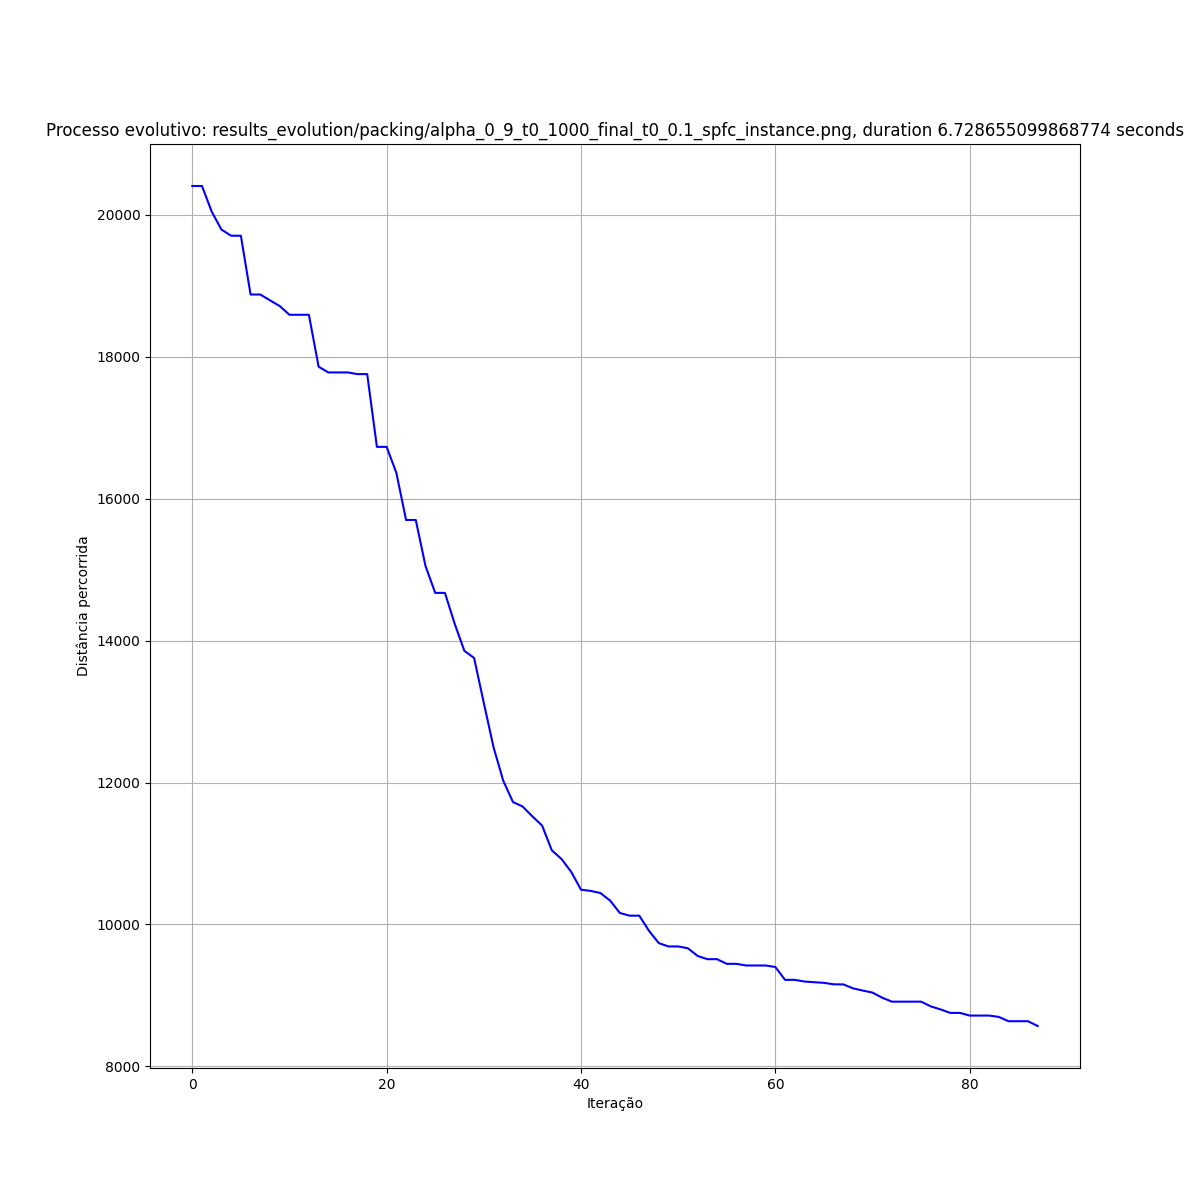 Processo evolutivo: results_evolution/packing/alpha_0_9_t0_1000_final_t0_0.1_spfc_instance.png, duration 6.728655099868774 seconds
20000
18000
16000
14000
12000
10000
8000
Distância percorrida
0 20 40 60 80
Iteração